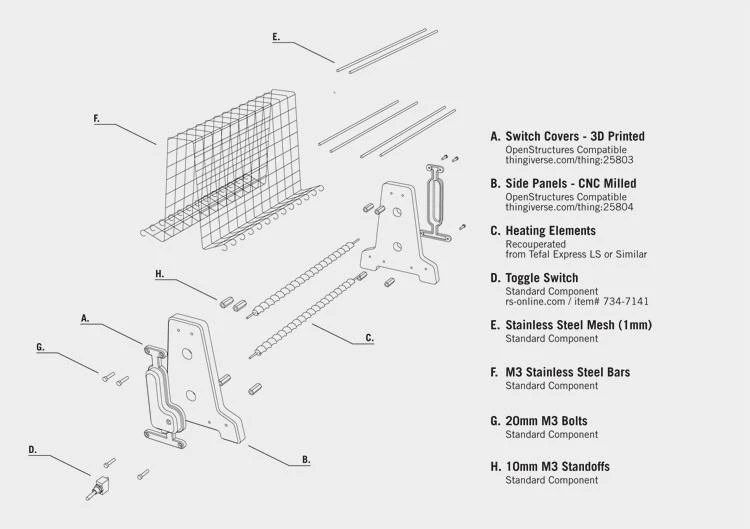 E.
F.
H.
A.
C.
G.
D.
B.
A. Switch Covers - 3D Printed
OpenStructures Compatible
thingiverse.com/thing:25803
B. Side Panels - CNC Milled
OpenStructures Compatible
thingiverse.com/thing:25804
C. Heating Elements
Recouperated
from Tefal Express LS or Similar
D. Toggle Switch
Standard Component
rs-online.com / item# 734-7141
E. Stainless Steel Mesh (1mm)
Standard Component
F. M3 Stainless Steel Bars
Standard Component
G. 20mm M3 Bolts
Standard Component
H. 10mm M3 Standoffs
Standard Component